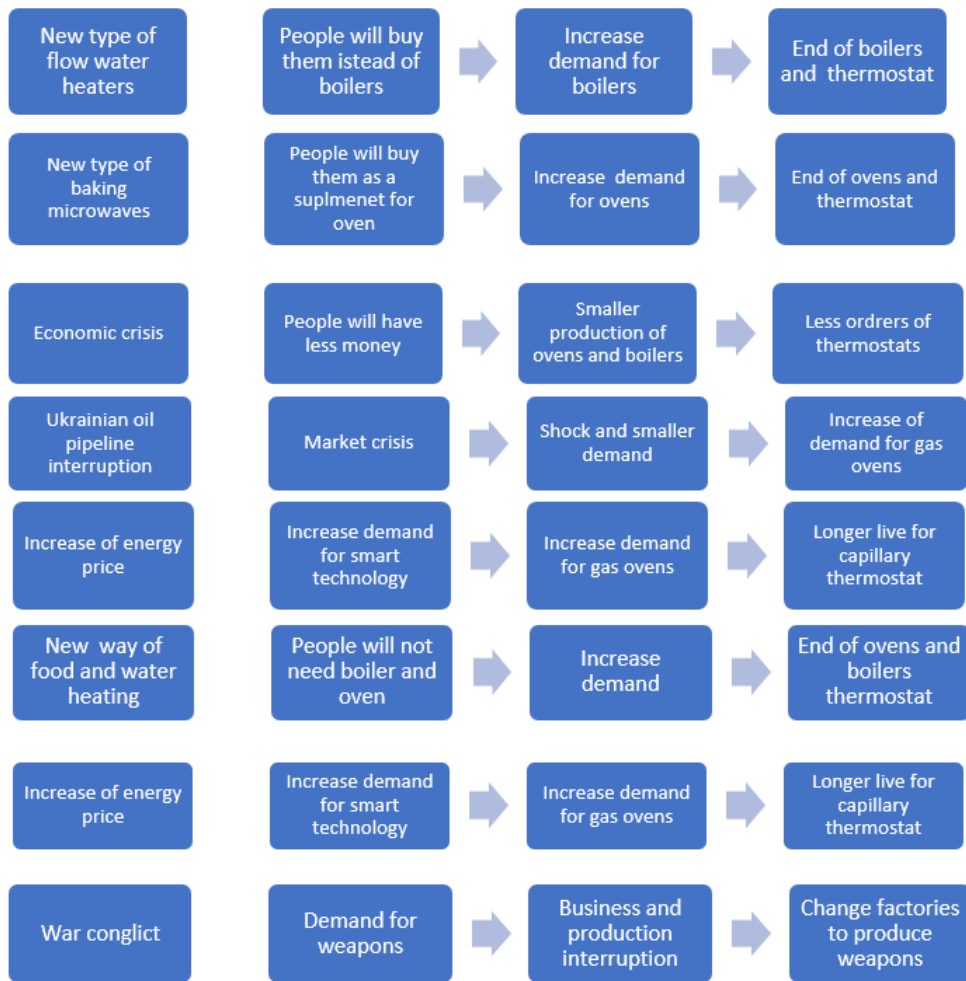 New type of
flow water
heaters
People will buy
them istead of
boilers
Increase
demand for
boilers
End of boilers
and thermostat
New type of
baking
microwaves
People will buy
them as a
suplmenet for
oven
Increase demand
for ovens
End of ovens and
thermostat
Economic crisis
People will have
less money
Smaller
production of
ovens and boilers
Less ordrers of
thermostats
Ukrainian oil
pipeline
interruption
Market crisis
Shock and smaller
demand
Increase of
demand for gas
ovens
Increase of energy
price
Increase demand
for smart
technology
Increase demand
for gas ovens
Longer live for
capillary
thermostat
New way of
food and water
heating
People will not
need boiler and
oven
Increase
demand
End of ovens and
boilers
thermostat
Increase of energy
price
Increase demand
for smart
technology
Increase demand
for gas ovens
Longer live for
capillary
thermostat
War conglict
Demand for
weapons
Business and
production
interruption
Change factories
to produce
weapons